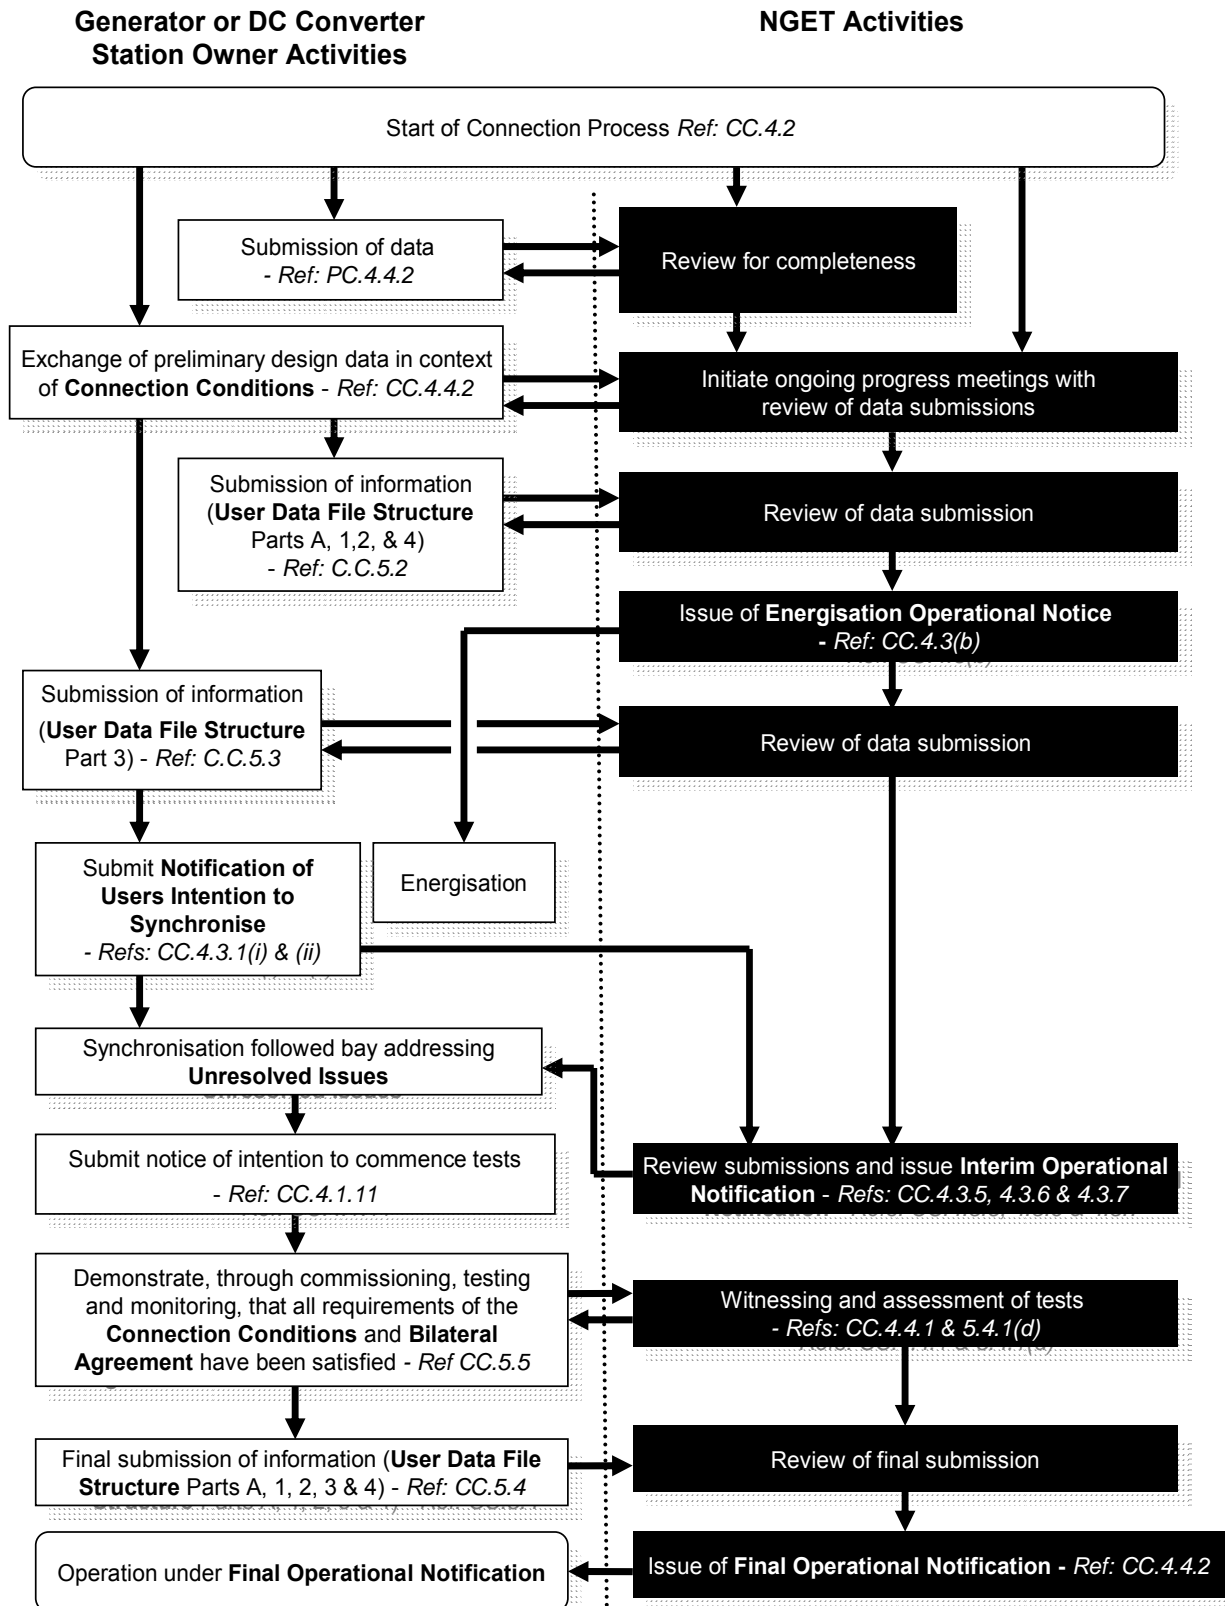 Generator or DC Converter
Station Owner Activities
NGET Activities
Start of Connection Process Ref: CC.4.2
Submission of data
- Ref: PC.4.4.2
Review for completeness
Exchange of preliminary design data in context
of Connection Conditions - Ref: CC.4.4.2
Initiate ongoing progress meetings with
review of data submissions
Submission of information
(User Data File Structure
Parts A, 1,2, & 4)
- Ref: C.C.5.2
Review of data submission
Issue of Energisation Operational Notice
- Ref: CC.4.3(b)
Submission of information
(User Data File Structure
Part 3) - Ref: C.C.5.3
Review of data submission
Submit Notification of
Users Intention to
Synchronise
- Refs: CC.4.3.1(i) & (ii)
Energisation
Synchronisation followed bay addressing
Unresolved Issues
Submit notice of intention to commence tests
- Ref: CC.4.1.11
Review submissions and issue Interim Operational
Notification - Refs: CC.4.3.5, 4.3.6 & 4.3.7
Demonstrate, through commissioning, testing
and monitoring, that all requirements of the
Connection Conditions and Bilateral
Agreement have been satisfied - Ref CC.5.5
Witnessing and assessment of tests
- Refs: CC.4.4.1 & 5.4.1(d)
Final submission of information (User Data File
Structure Parts A, 1, 2, 3 & 4) - Ref: CC.5.4
Review of final submission
Operation under Final Operational Notification
Issue of Final Operational Notification - Ref: CC.4.4.2